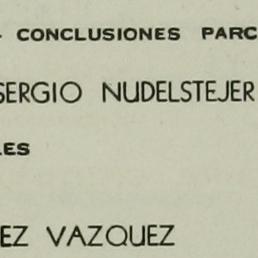 CONCLUSIONES PARC
SERGIO NUDELSTEJER
LES
EZ VAZQUEZ